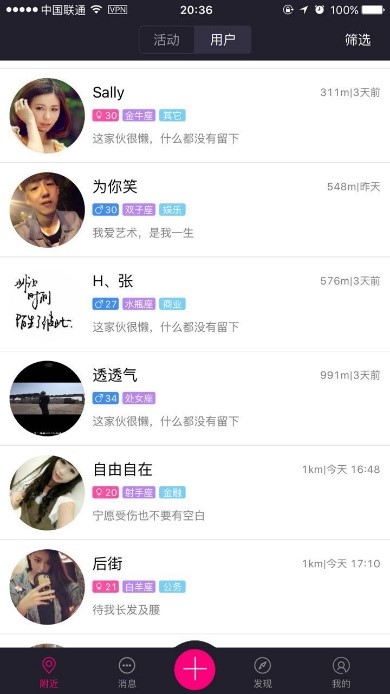 中国联通 VPN 20:36 100%
活动 用户 筛选
Sally 311m|3天前
30 金牛座 其它
这家伙很懒，什么都没有留下
为你笑 548m|昨天
30 双子座 娱乐
我爱艺术，是我一生
H、张 576m|3天前
27 水瓶座 商业
这家伙很懒，什么都没有留下
透透气 991m|3天前
34 处女座
这家伙很懒，什么都没有留下
自由自在 1km|今天 16:48
20 射手座 金融
宁愿受伤也不要有空白
后街 1km|今天 17:10
21 白羊座 公务
待我长发及腰
附近 消息 发现 我的